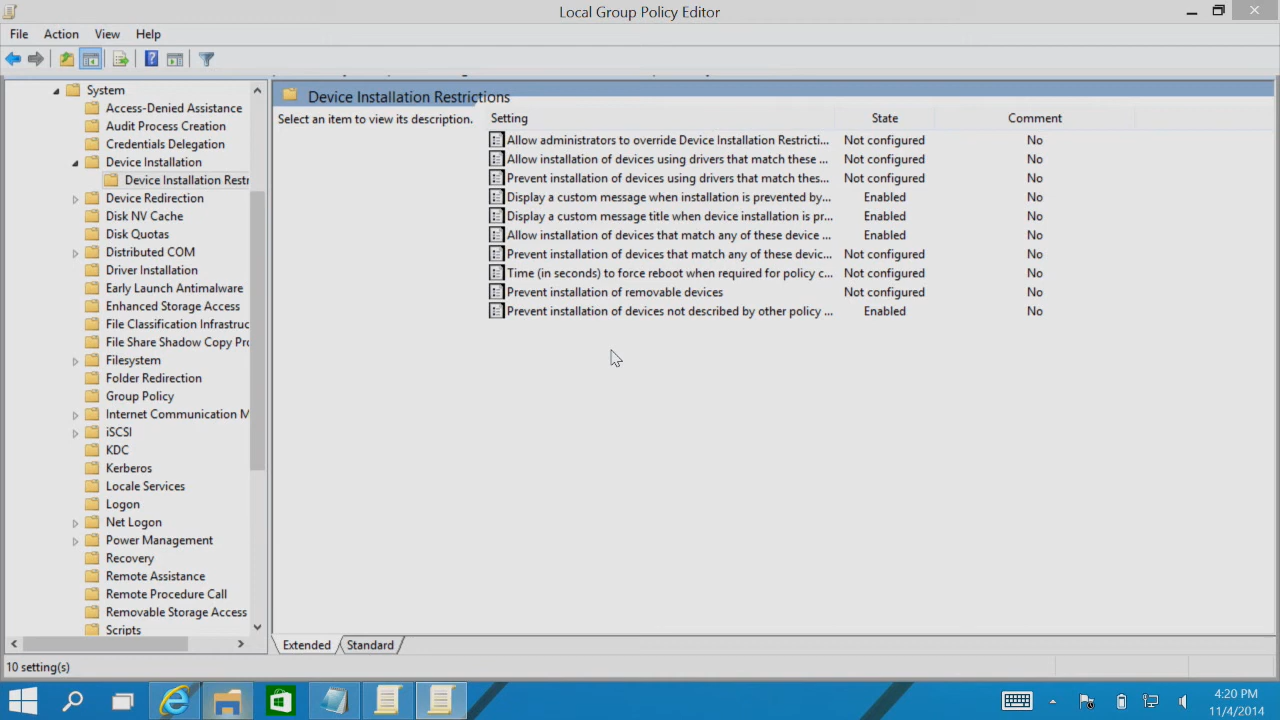 Local Group Policy Editor
File Action View Help
System
Access-Denied Assistance
Audit Process Creation
Credentials Delegation
Device Installation
Device Installation Restr
Device Redirection
Disk NV Cache
Disk Quotas
Distributed COM
Driver Installation
Early Launch Antimalware
Enhanced Storage Access
File Classification Infrastruc
File Share Shadow Copy Pro
Filesystem
Folder Redirection
Group Policy
Internet Communication M
iSCSI
KDC
Kerberos
Locale Services
Logon
Net Logon
Power Management
Recovery
Remote Assistance
Remote Procedure Call
Removable Storage Access
Scripts
Device Installation Restrictions
Select an item to view its description.
Setting State Comment
Allow administrators to override Device Installation Restricti... Not configured No
Allow installation of devices using drivers that match these ... Not configured No
Prevent installation of devices using drivers that match thes... Not configured No
Display a custom message when installation is prevented by... Enabled No
Display a custom message title when device installation is pr... Enabled No
Allow installation of devices that match any of these device ... Enabled No
Prevent installation of devices that match any of these devic... Not configured No
Time (in seconds) to force reboot when required for policy c... Not configured No
Prevent installation of removable devices Not configured No
Prevent installation of devices not described by other policy ... Enabled No
Extended Standard
10 setting(s)
4:20 PM
11/4/2014